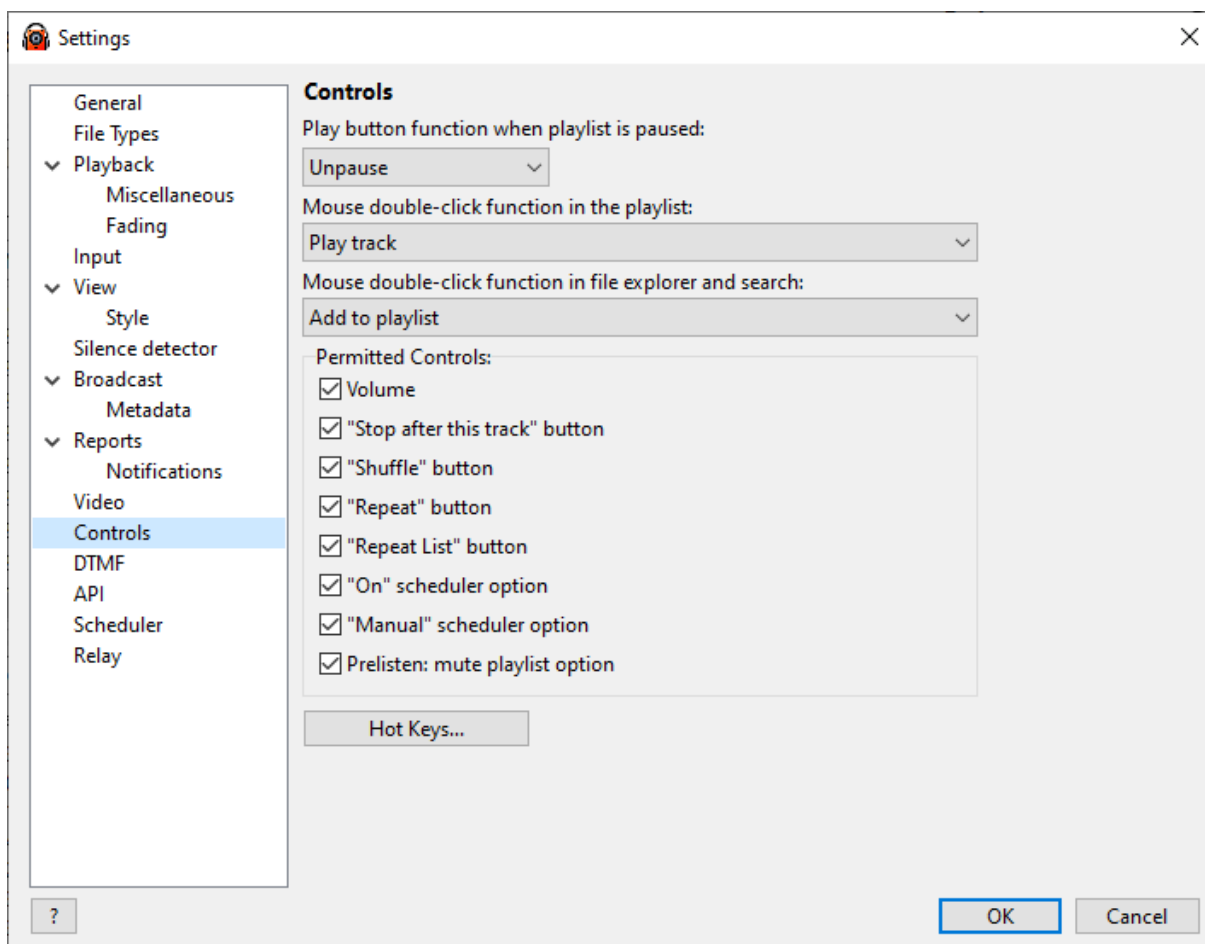 Settings
General
File Types
Playback
Miscellaneous
Fading
Input
View
Style
Silence detector
Broadcast
Metadata
Reports
Notifications
Video
Controls
DTMF
API
Scheduler
Relay
Controls
Play button function when playlist is paused:
Unpause
Mouse double-click function in the playlist:
Play track
Mouse double-click function in file explorer and search:
Add to playlist
Permitted Controls:
Volume
"Stop after this track" button
"Shuffle" button
"Repeat" button
"Repeat List" button
"On" scheduler option
"Manual" scheduler option
Prelisten: mute playlist option
Hot Keys...
?
OK
Cancel